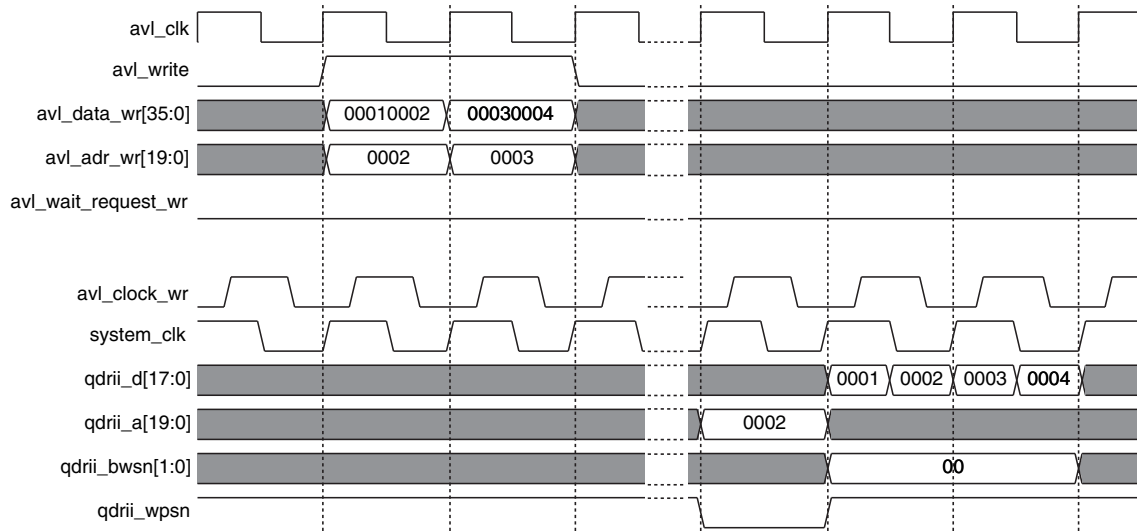 avl_clk
avl_write
avl_data_wr[35:0] 00010002 00030004
avl_adr_wr[19:0] 0002 0003
avl_wait_request_wr
avl_clock_wr
system_clk
qdrii_d[17:0] 0001 0002 0003 0004
qdrii_a[19:0] 0002
qdrii_bwsn[1:0] 00
qdrii_wpsn